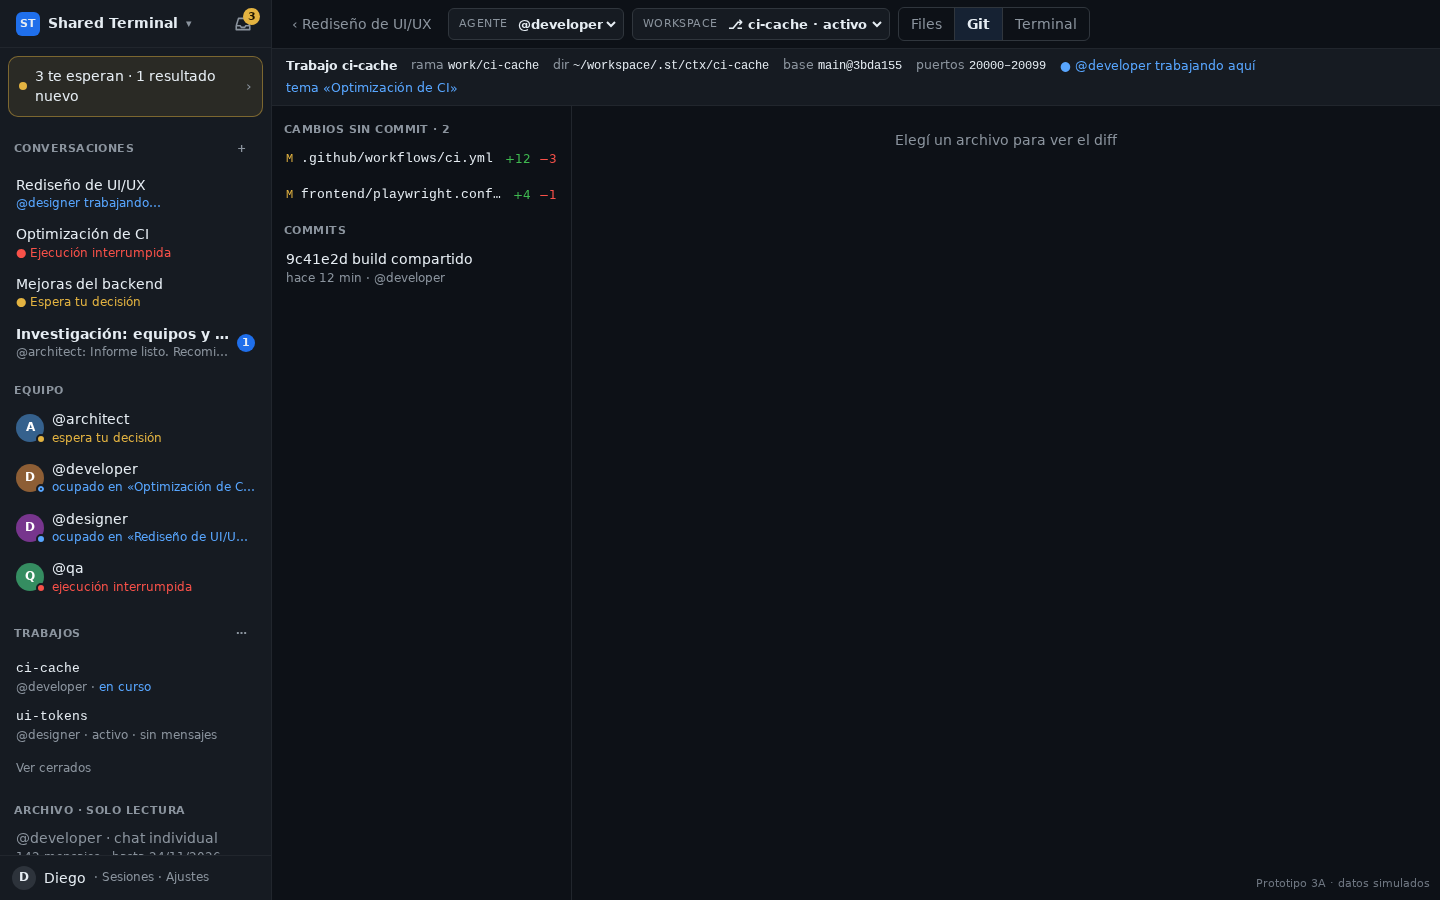 ST Shared Terminal ▾ 3
3 te esperan · 1 resultado
nuevo ›
CONVERSACIONES +
Rediseño de UI/UX
@designer trabajando…
Optimización de CI
● Ejecución interrumpida
Mejoras del backend
● Espera tu decisión
Investigación: equipos y …
@architect: Informe listo. Recomi… 1
EQUIPO
A @architect
espera tu decisión
D @developer
ocupado en «Optimización de C…
D @designer
ocupado en «Rediseño de UI/U…
Q @qa
ejecución interrumpida
TRABAJOS ···
ci-cache
@developer · en curso
ui-tokens
@designer · activo · sin mensajes
Ver cerrados
ARCHIVO · SOLO LECTURA
@developer · chat individual
D Diego · Sesiones · Ajustes
‹ Rediseño de UI/UX AGENTE @developer WORKSPACE ⎇ ci-cache · activo Files Git Terminal
Trabajo ci-cache rama work/ci-cache dir ~/workspace/.st/ctx/ci-cache base main@3bda155 puertos 20000–20099 ● @developer trabajando aquí
tema «Optimización de CI»
CAMBIOS SIN COMMIT · 2
M .github/workflows/ci.yml +12 −3
M frontend/playwright.conf… +4 −1
COMMITS
9c41e2d build compartido
hace 12 min · @developer
Elegí un archivo para ver el diff
Prototipo 3A · datos simulados